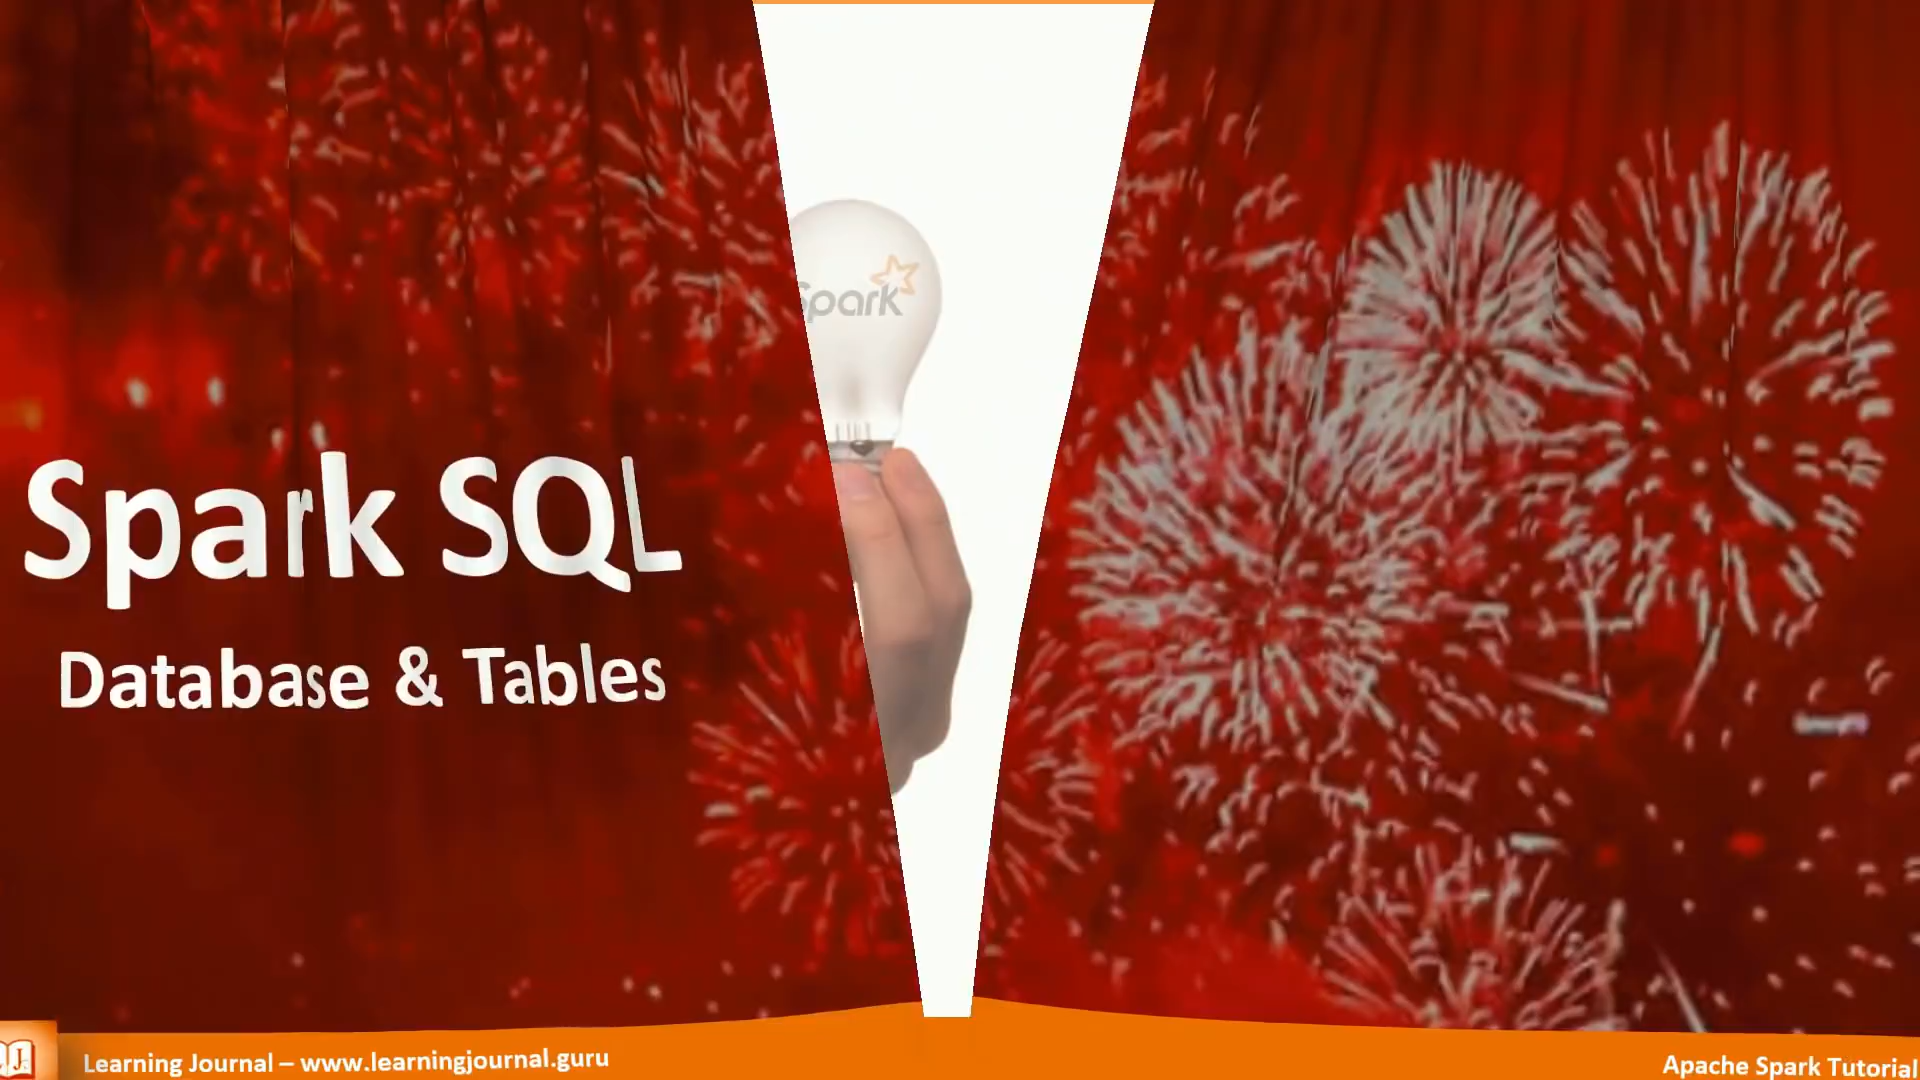 Spark
Spark SQL
Database & Tables
Learning Journal – www.learningjournal.guru
Apache Spark Tutorial